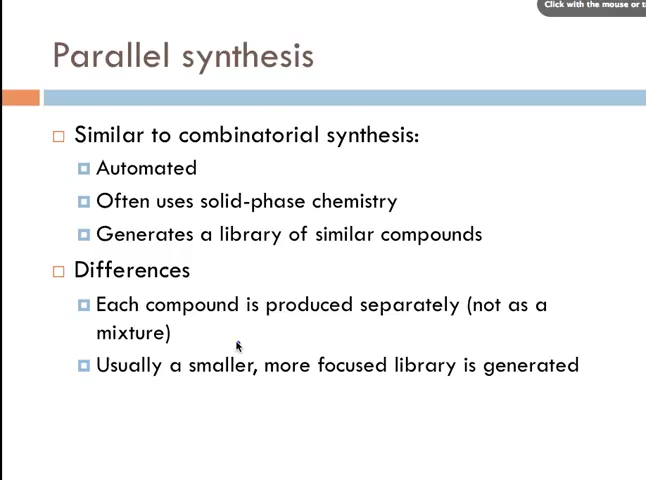 Click with the mouse or
Parallel synthesis
Similar to combinatorial synthesis:
Automated
Often uses solid-phase chemistry
Generates a library of similar compounds
Differences
Each compound is produced separately (not as a
mixture)
Usually a smaller, more focused library is generated